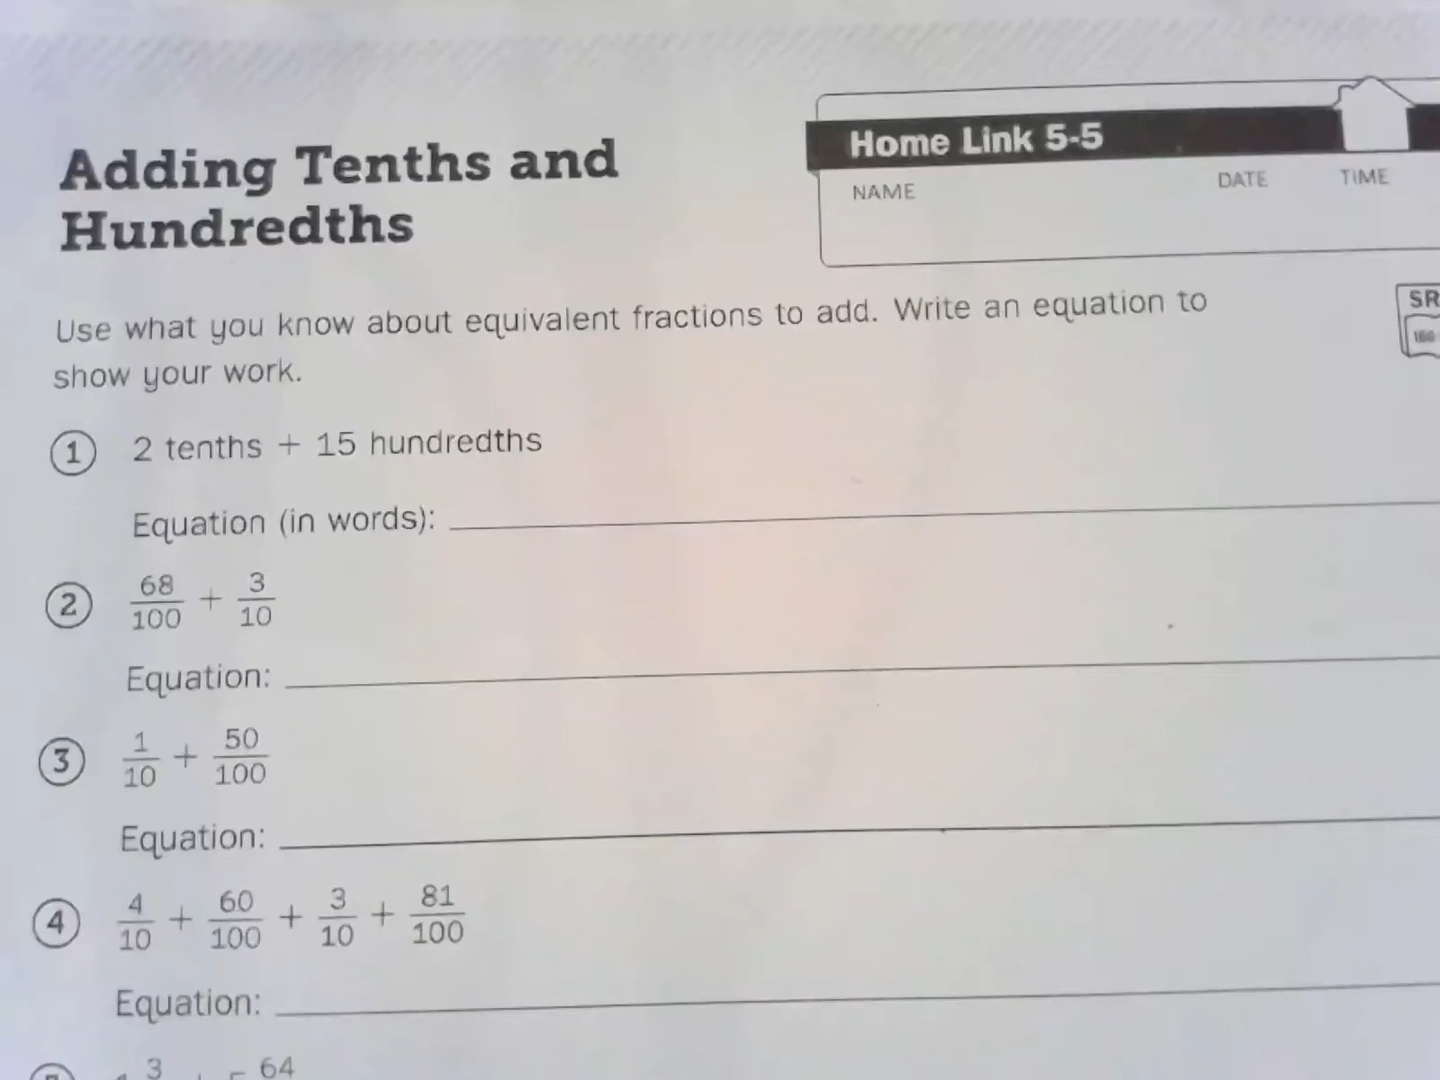 Adding Tenths and
Hundredths
Home Link 5-5
NAME DATE TIME
Use what you know about equivalent fractions to add. Write an equation to
show your work.
SR
1 2 tenths + 15 hundredths
Equation (in words):
2 68/100 + 3/10
Equation:
3 1/10 + 50/100
Equation:
4 4/10 + 60/100 + 3/10 + 81/100
Equation:
3 64